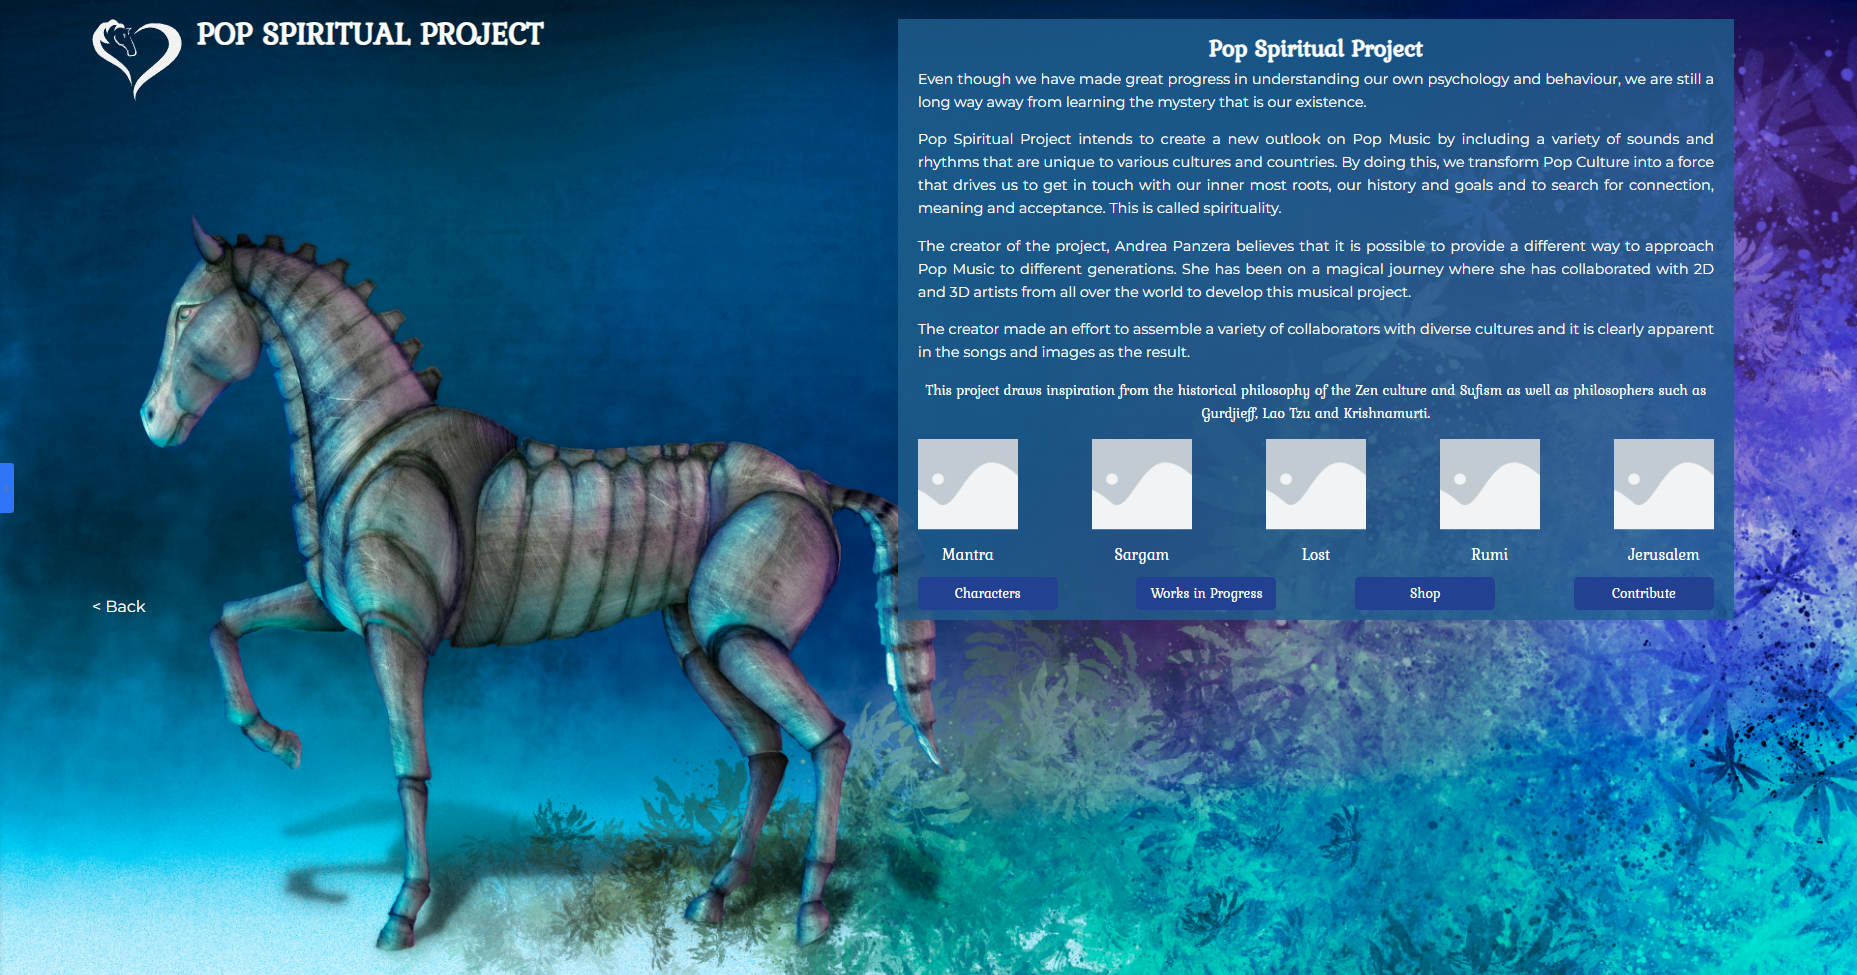 POP SPIRITUAL PROJECT
Pop Spiritual Project
Even though we have made great progress in understanding our own psychology and behaviour, we are still a
long way away from learning the mystery that is our existence.
Pop Spiritual Project intends to create a new outlook on Pop Music by including a variety of sounds and
rhythms that are unique to various cultures and countries. By doing this, we transform Pop Culture into a force
that drives us to get in touch with our inner most roots, our history and goals and to search for connection,
meaning and acceptance. This is called spirituality.
The creator of the project, Andrea Panzera believes that it is possible to provide a different way to approach
Pop Music to different generations. She has been on a magical journey where she has collaborated with 2D
and 3D artists from all over the world to develop this musical project.
The creator made an effort to assemble a variety of collaborators with diverse cultures and it is clearly apparent
in the songs and images as the result.
This project draws inspiration from the historical philosophy of the Zen culture and Sufism as well as philosophers such as
Gurdjieff, Lao Tzu and Krishnamurti.
Mantra Sargam Lost Rumi Jerusalem
Characters Works in Progress Shop Contribute
< Back